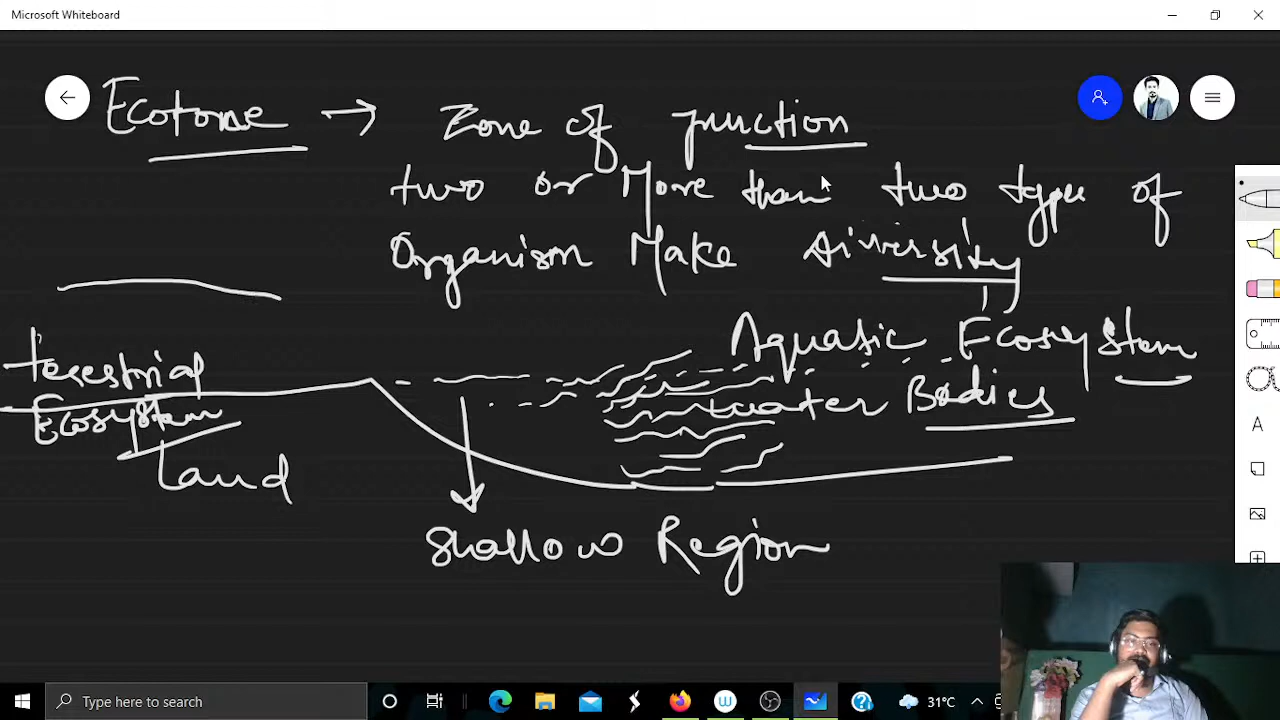 Microsoft Whiteboard
Ecotone → Zone of junction
two or More than two type of
Organism Make diversity
Aquatic Ecosystem
terestrial
water Bodies
Ecosystem
Land
Shallow Region
A
Type here to search
31°C